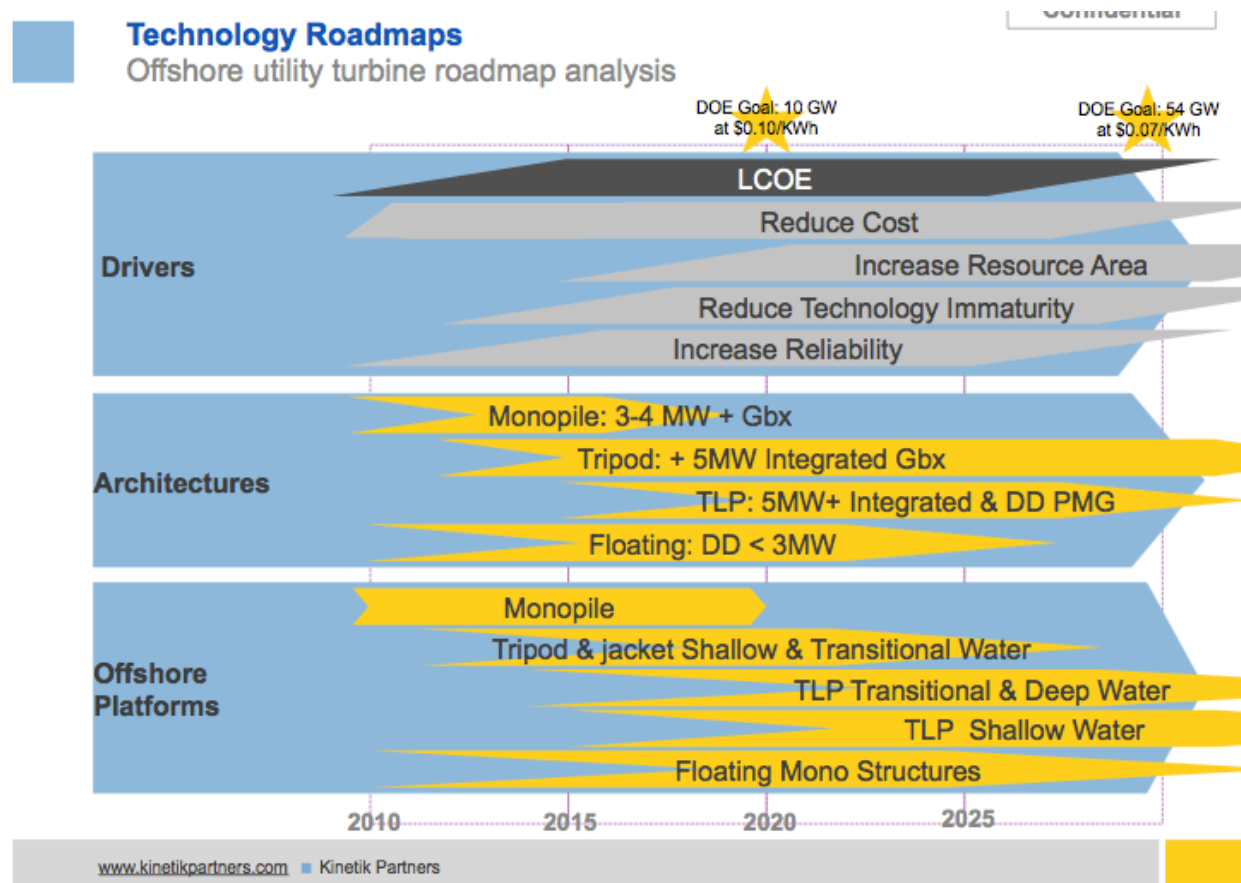 Confidential
Technology Roadmaps
Offshore utility turbine roadmap analysis
DOE Goal: 10 GW
at $0.10/KWh
DOE Goal: 54 GW
at $0.07/KWh
Drivers
LCOE
Reduce Cost
Increase Resource Area
Reduce Technology Immaturity
Increase Reliability
Architectures
Monopile: 3-4 MW + Gbx
Tripod: + 5MW Integrated Gbx
TLP: 5MW+ Integrated & DD PMG
Floating: DD < 3MW
Offshore
Platforms
Monopile
Tripod & jacket Shallow & Transitional Water
TLP Transitional & Deep Water
TLP Shallow Water
Floating Mono Structures
2010 2015 2020 2025
www.kinetikpartners.com ■ Kinetik Partners